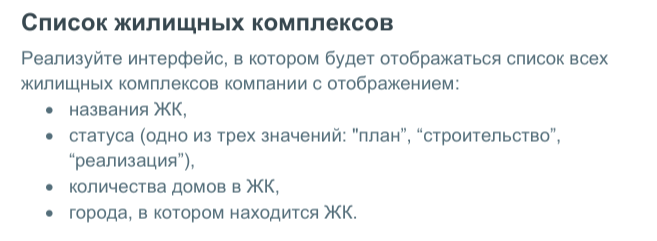 Список жилищных комплексов
Реализуйте интерфейс, в котором будет отображаться список всех
жилищных комплексов компании с отображением:
• названия ЖК,
• статуса (одно из трех значений: "план”, “строительство”,
“реализация”),
• количества домов в ЖК,
• города, в котором находится ЖК.